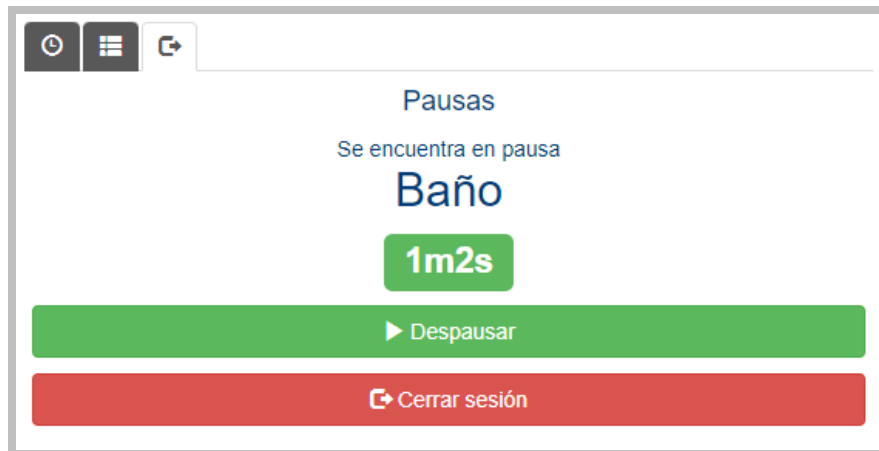 Pausas
Se encuentra en pausa
Baño
1m2s
Despausar
Cerrar sesión